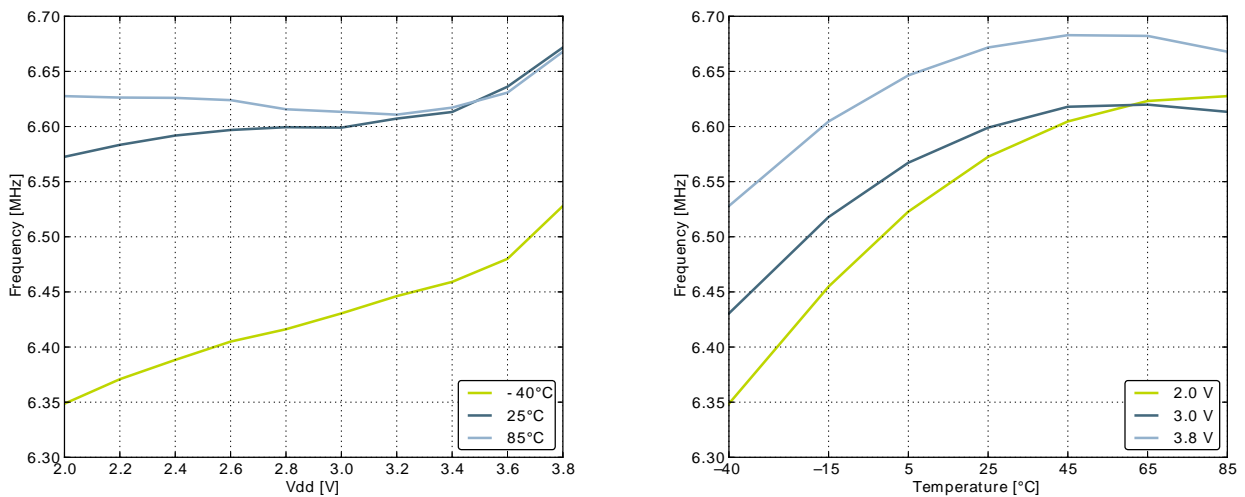 6.70
6.65
6.60
6.55
6.50
6.45
6.40
6.35
6.30
Frequency [MHz]
2.0 2.2 2.4 2.6 2.8 3.0 3.2 3.4 3.6 3.8
Vdd [V]
- 40°C
25°C
85°C
6.70
6.65
6.60
6.55
6.50
6.45
6.40
6.35
6.30
Frequency [MHz]
–40 –15 5 25 45 65 85
Temperature [°C]
2.0 V
3.0 V
3.8 V